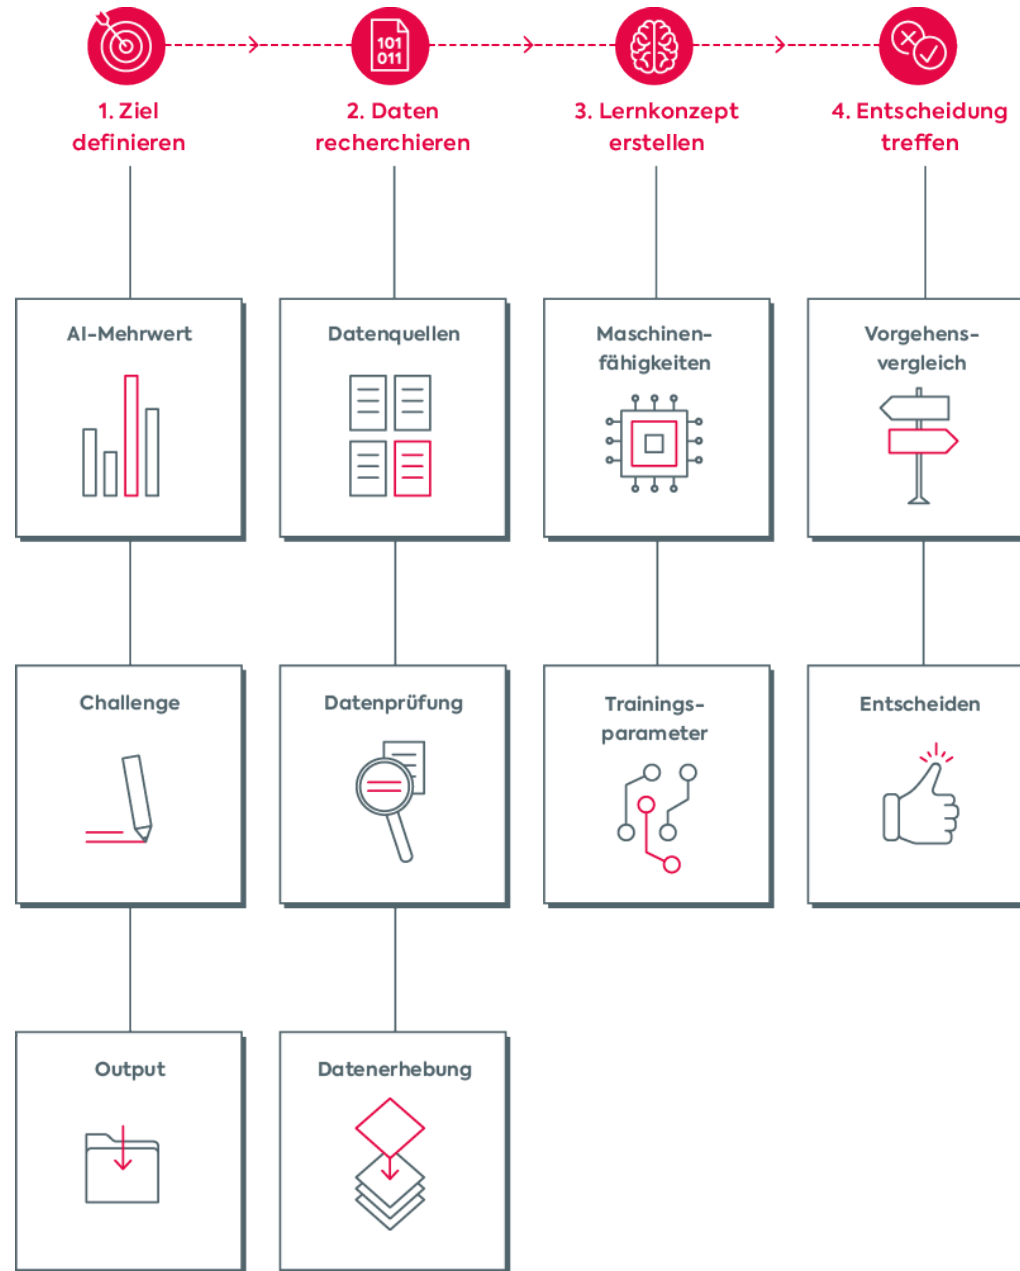 101
011
1. Ziel
definieren
2. Daten
recherchieren
3. Lernkonzept
erstellen
4. Entscheidung
treffen
AI-Mehrwert
Datenquellen
Maschinen-
fähigkeiten
Vorgehens-
vergleich
Challenge
Datenprüfung
Trainings-
parameter
Entscheiden
Output
Datenerhebung